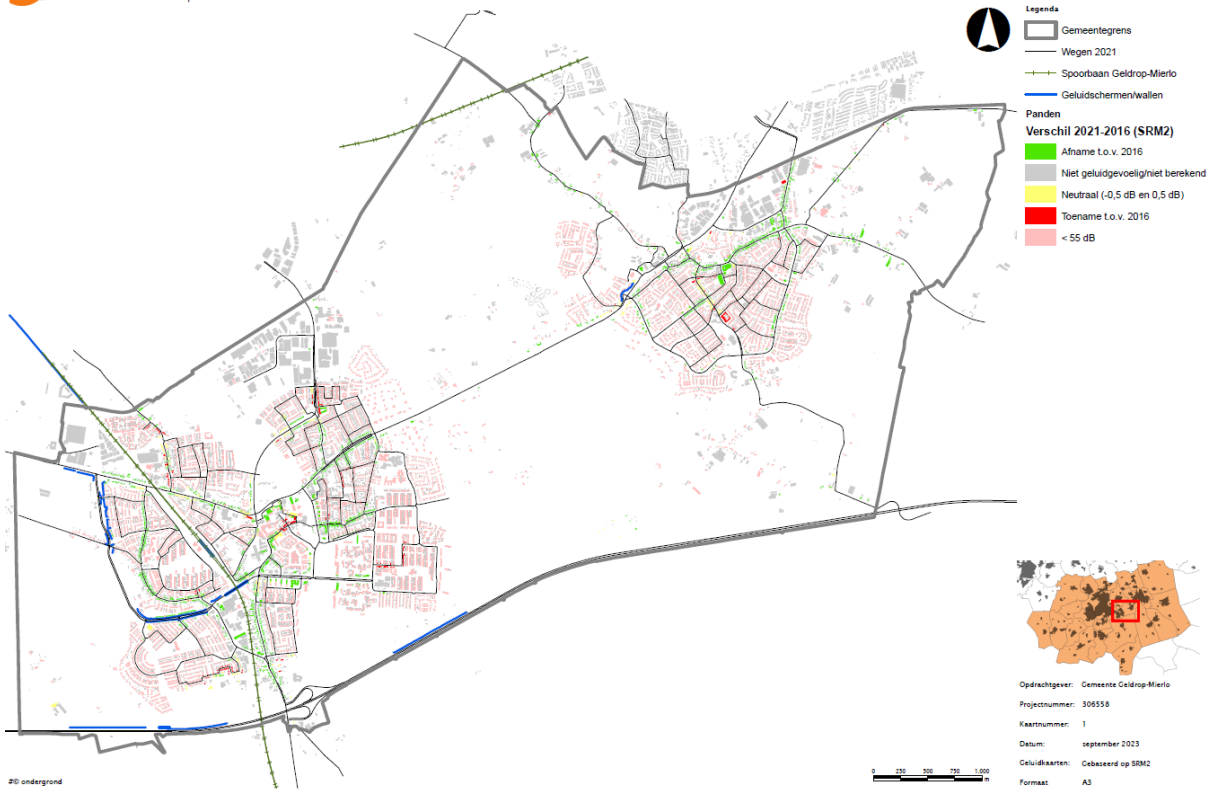 Legenda
Gemeentegrens
Wegen 2021
Spoorbaan Geldrop-Mierlo
Geluidschermen/wallen
Panden
Verschil 2021-2016 (SRM2)
Afname t.o.v. 2016
Niet geluidgevoelig/niet berekend
Neutraal (-0,5 dB en 0,5 dB)
Toename t.o.v. 2016
< 55 dB
Opdrachtgever: Gemeente Geldrop-Mierlo
Projectnummer: 306558
Kaartnummer: 1
Datum: september 2023
Geluidkaarten: Gebaseerd op SRM2
Formaat A3
0 250 500 750 1.000
m
#© ondergrond